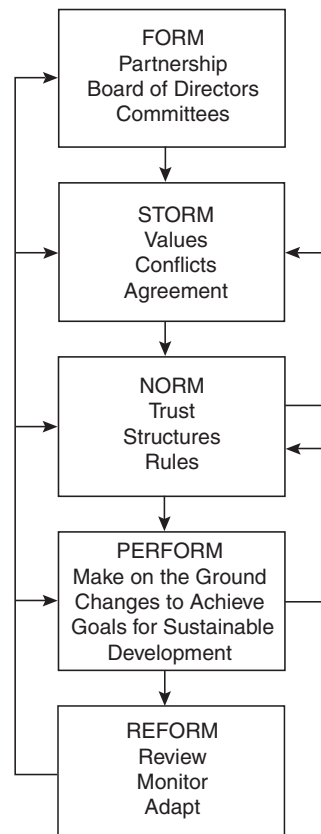 FORM
Partnership
Board of Directors
Committees
STORM
Values
Conflicts
Agreement
NORM
Trust
Structures
Rules
PERFORM
Make on the Ground
Changes to Achieve
Goals for Sustainable
Development
REFORM
Review
Monitor
Adapt